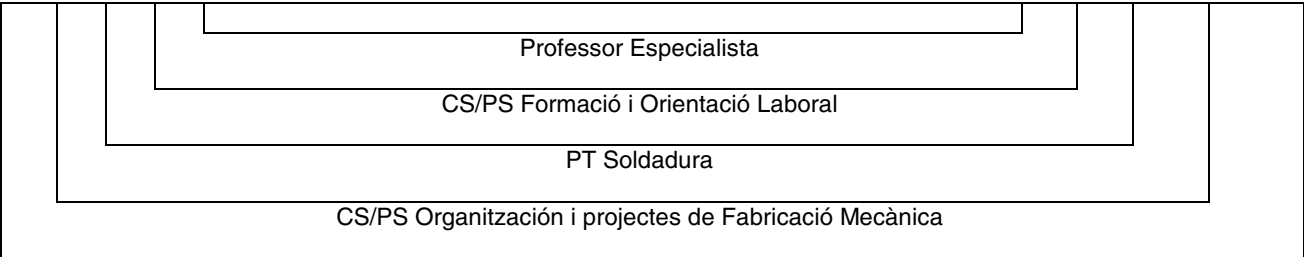 Professor Especialista
CS/PS Formació i Orientació Laboral
PT Soldadura
CS/PS Organitzación i projectes de Fabricació Mecànica